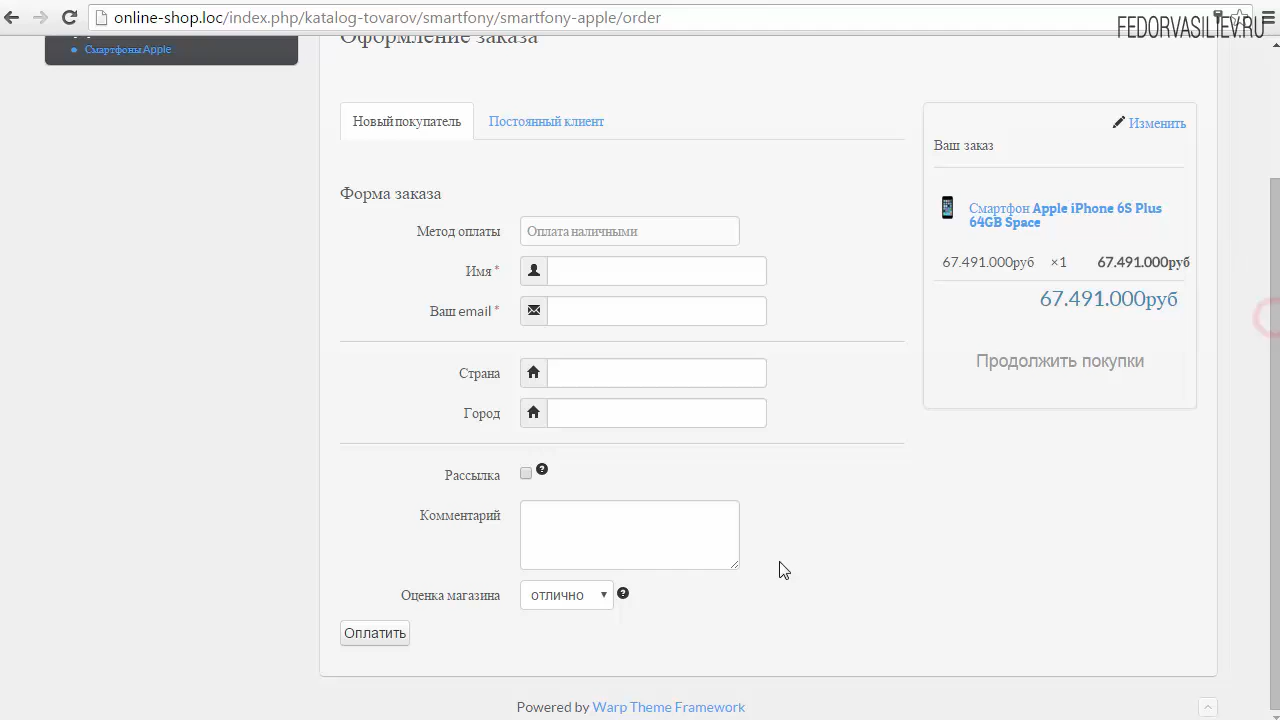 online-shop.loc/index.php/katalog-tovarov/smartfony/smartfony-apple/order
FEDORVASILIEV.RU
Смартфоны Apple
Оформление заказа
Новый покупатель
Постоянный клиент
Форма заказа
Метод оплаты
Оплата наличными
Имя *
Ваш email *
Страна
Город
Рассылка
Комментарий
Оценка магазина
отлично
Оплатить
Изменить
Ваш заказ
Смартфон Apple iPhone 6S Plus
64GB Space
67.491.000руб ×1 67.491.000руб
67.491.000руб
Продолжить покупки
Powered by Warp Theme Framework